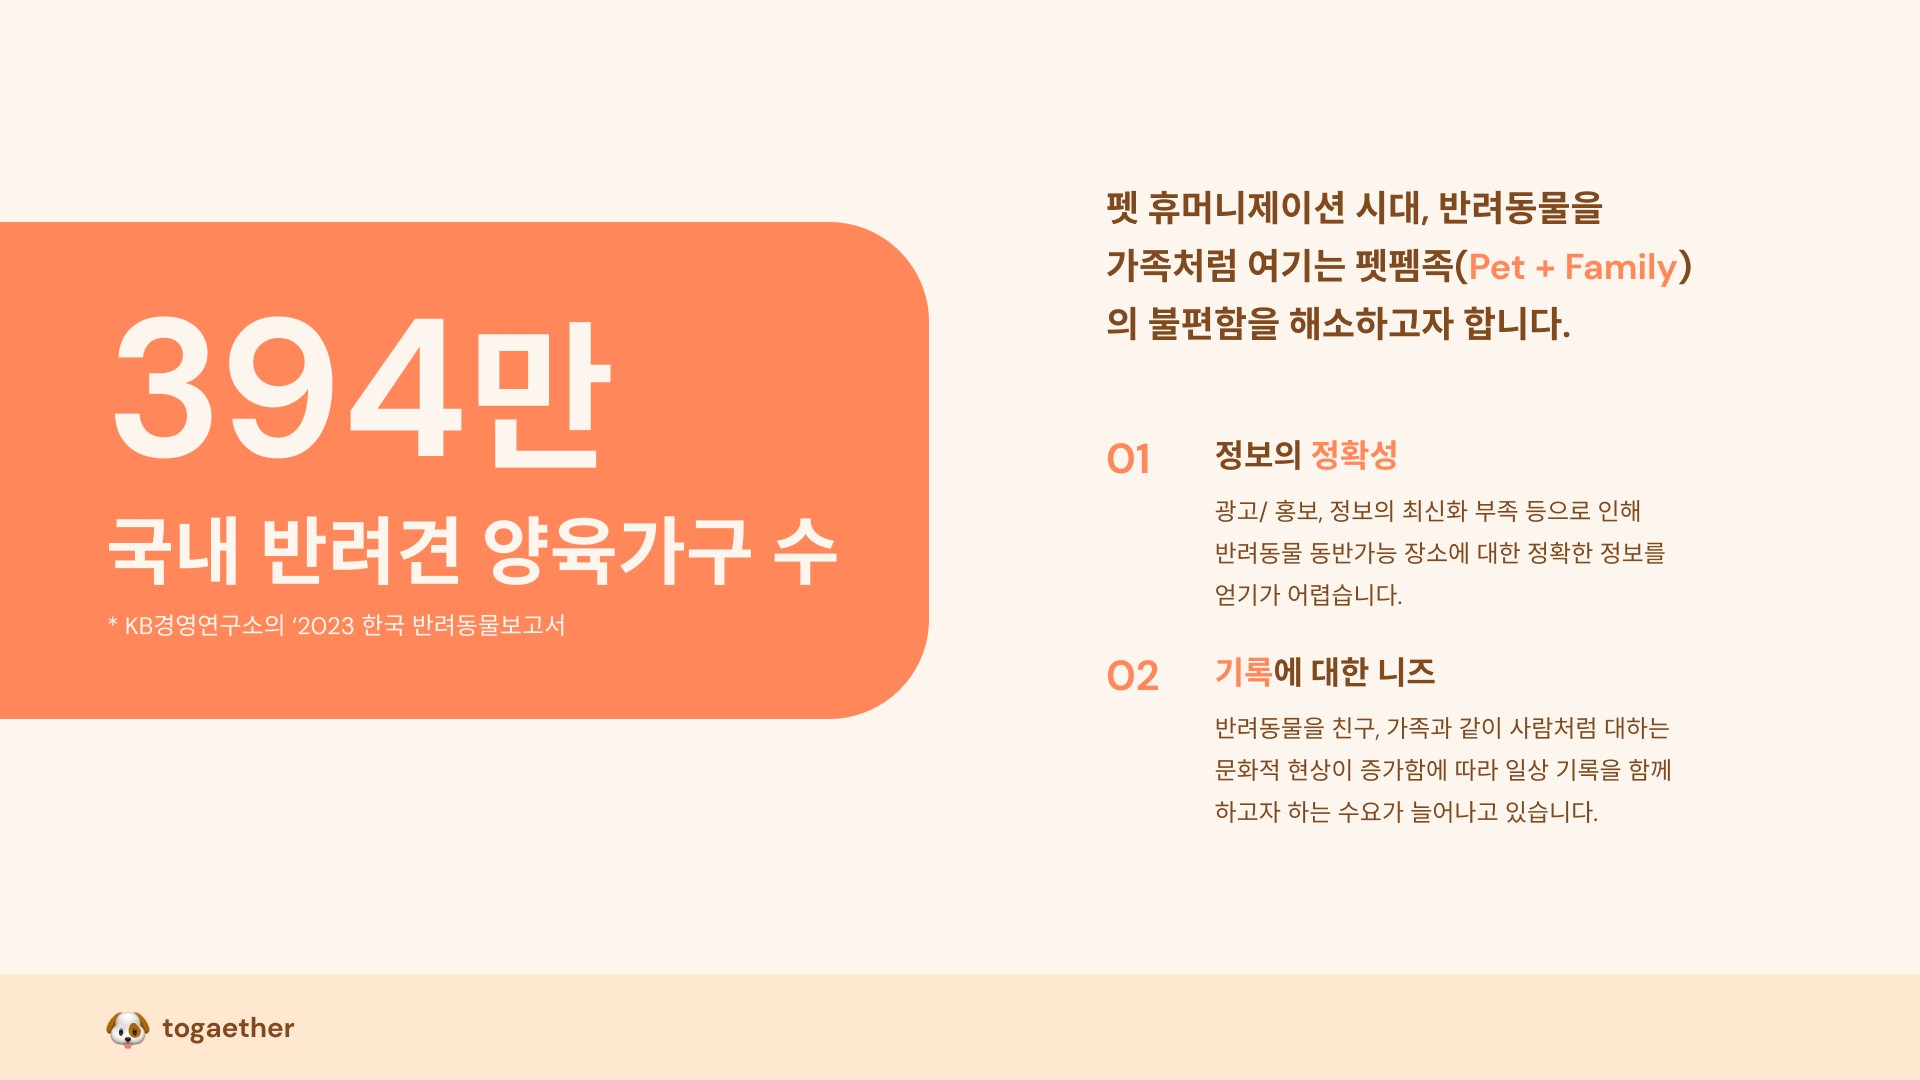 394만
국내 반려견 양육가구 수
* KB경영연구소의 ‘2023 한국 반려동물보고서
펫 휴머니제이션 시대, 반려동물을
가족처럼 여기는 펫펨족(Pet + Family)
의 불편함을 해소하고자 합니다.
01
정보의 정확성
광고/ 홍보, 정보의 최신화 부족 등으로 인해
반려동물 동반가능 장소에 대한 정확한 정보를
얻기가 어렵습니다.
02
기록에 대한 니즈
반려동물을 친구, 가족과 같이 사람처럼 대하는
문화적 현상이 증가함에 따라 일상 기록을 함께
하고자 하는 수요가 늘어나고 있습니다.
togaether